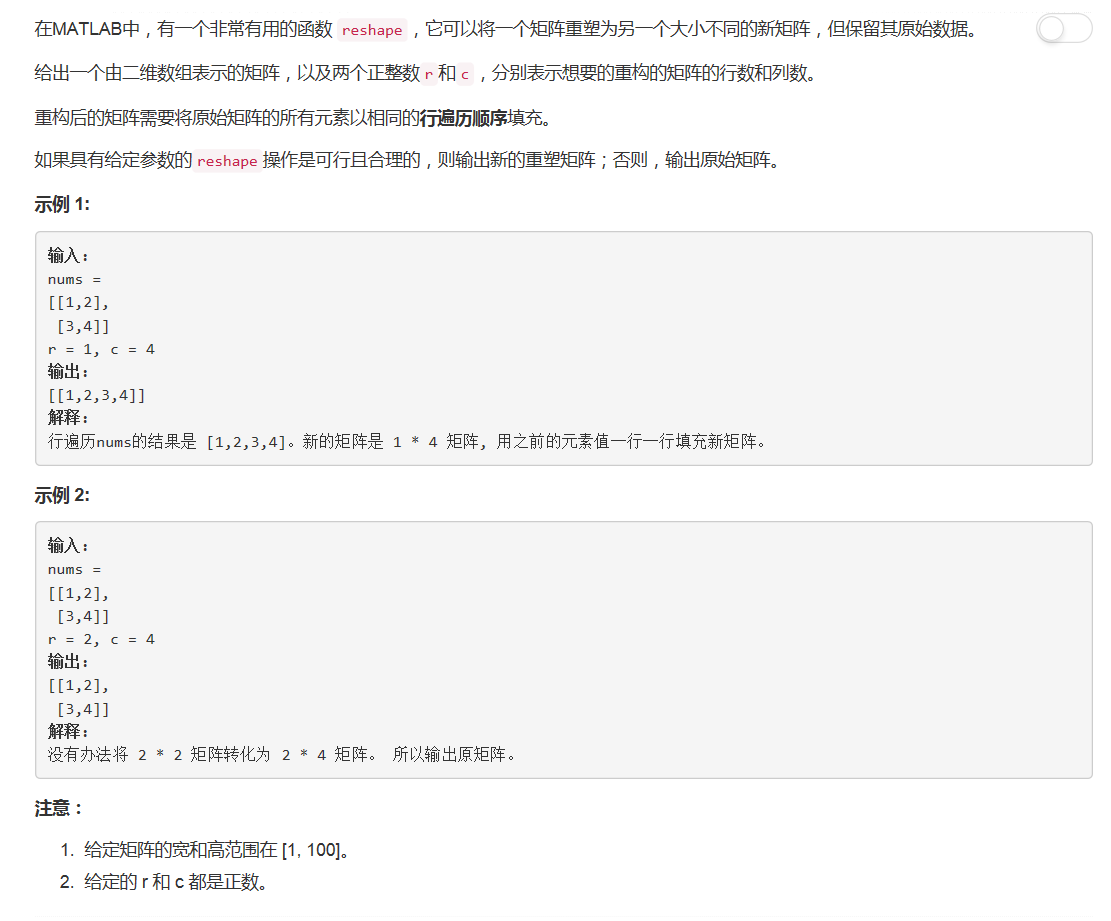 在MATLAB中，有一个非常有用的函数 reshape ，它可以将一个矩阵重塑为另一个大小不同的新矩阵，但保留其原始数据。
给出一个由二维数组表示的矩阵，以及两个正整数 r 和 c ，分别表示想要的重构的矩阵的行数和列数。
重构后的矩阵需要将原始矩阵的所有元素以相同的行遍历顺序填充。
如果具有给定参数的 reshape 操作是可行且合理的，则输出新的重塑矩阵；否则，输出原始矩阵。
示例 1:
输入:
nums =
[[1,2],
 [3,4]]
r = 1, c = 4
输出:
[[1,2,3,4]]
解释:
行遍历nums的结果是 [1,2,3,4]。新的矩阵是 1 * 4 矩阵, 用之前的元素值一行一行填充新矩阵。
示例 2:
输入:
nums =
[[1,2],
 [3,4]]
r = 2, c = 4
输出:
[[1,2],
 [3,4]]
解释:
没有办法将 2 * 2 矩阵转化为 2 * 4 矩阵。 所以输出原矩阵。
注意：
1. 给定矩阵的宽和高范围在 [1, 100]。
2. 给定的 r 和 c 都是正数。